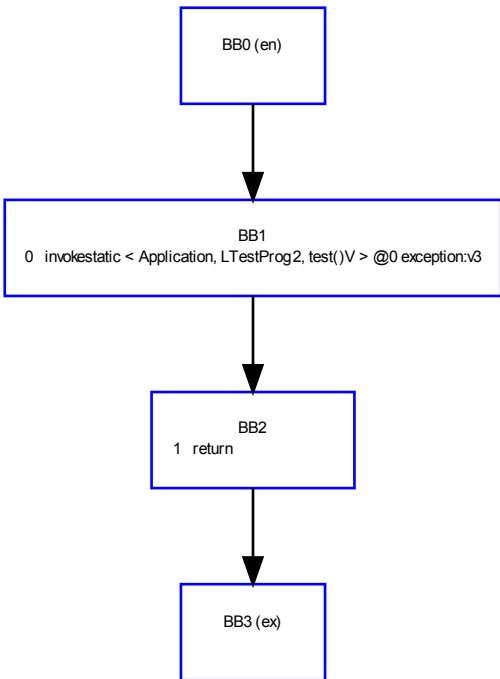 BB0 (en)
BB1
0 invokestatic < Application, LTestProg2, test()V > @0 exception:v3
BB2
1 return
BB3 (ex)